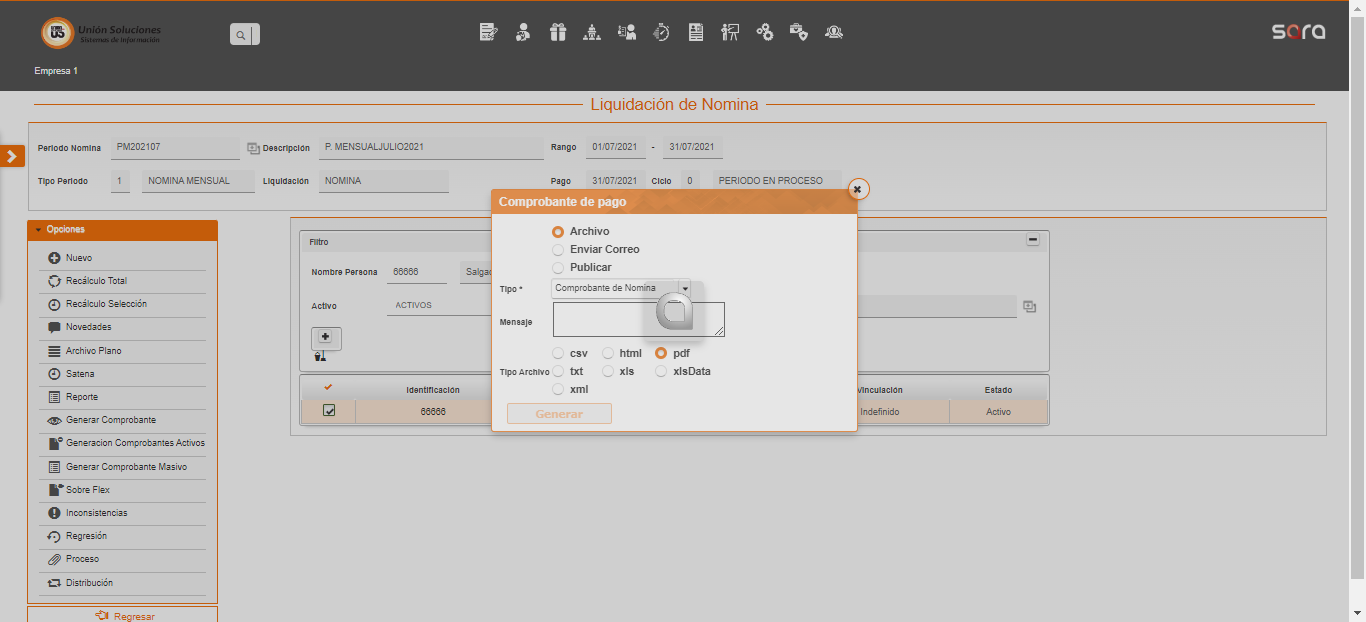 Unión Soluciones
Sistemas de Información
sora
Empresa 1
Liquidación de Nomina
Periodo Nomina PM202107 Descripción P. MENSUALJULIO2021 Rango 01/07/2021 - 31/07/2021
Tipo Periodo 1 NOMINA MENSUAL Liquidación NOMINA Pago 31/07/2021 Ciclo 0 PERIODO EN PROCESO
Opciones
Nuevo
Recálculo Total
Recálculo Selección
Novedades
Archivo Plano
Satena
Reporte
Generar Comprobante
Generacion Comprobantes Activos
Generar Comprobante Masivo
Sobre Flex
Inconsistencias
Regresión
Proceso
Distribución
Regresar
Filtro
Nombre Persona 66666
Activo ACTIVOS
Identificación Vinculación Estado
66666 Indefinido Activo
Comprobante de pago
Archivo
Enviar Correo
Publicar
Tipo * Comprobante de Nomina
Mensaje
Tipo Archivo
csv html pdf
txt xls xlsData
xml
Generar